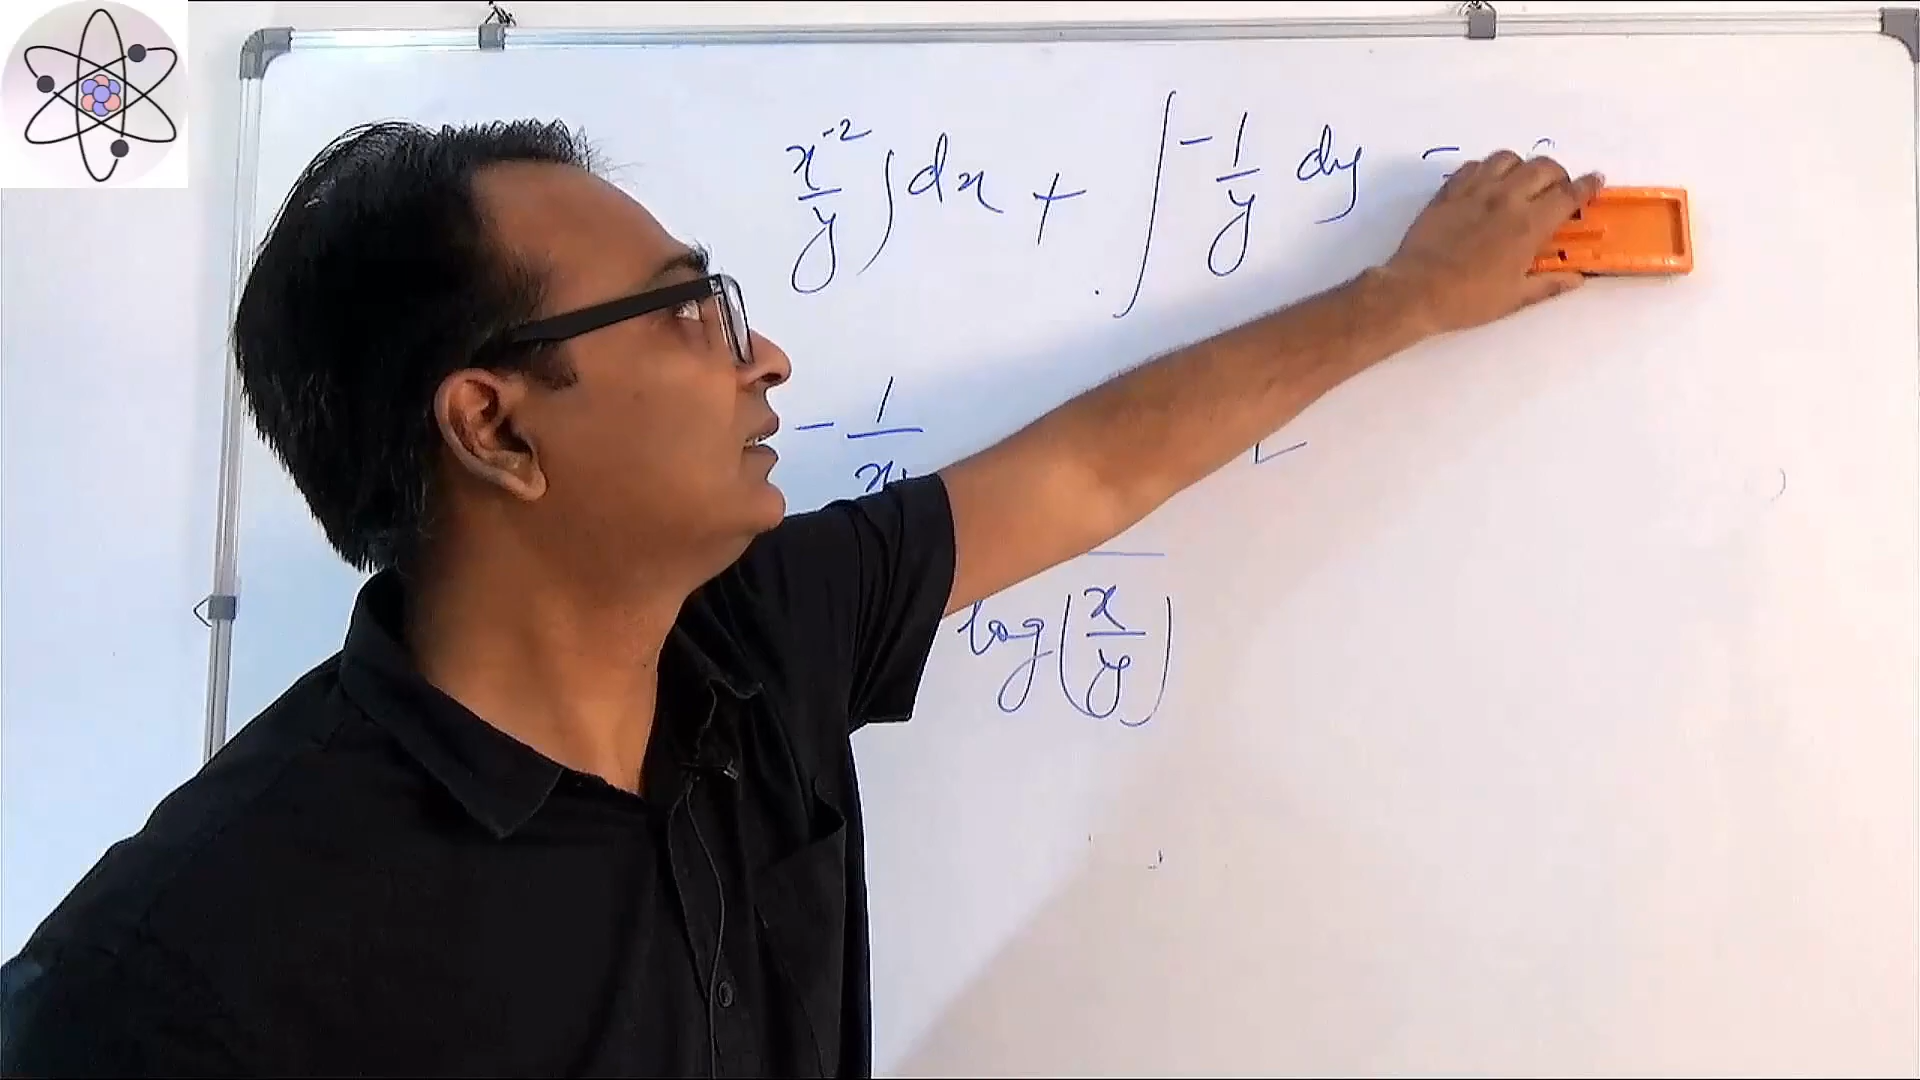 x⁻²/y ) dx + ∫ -1/y dy =
- 1/x
log(x/y)